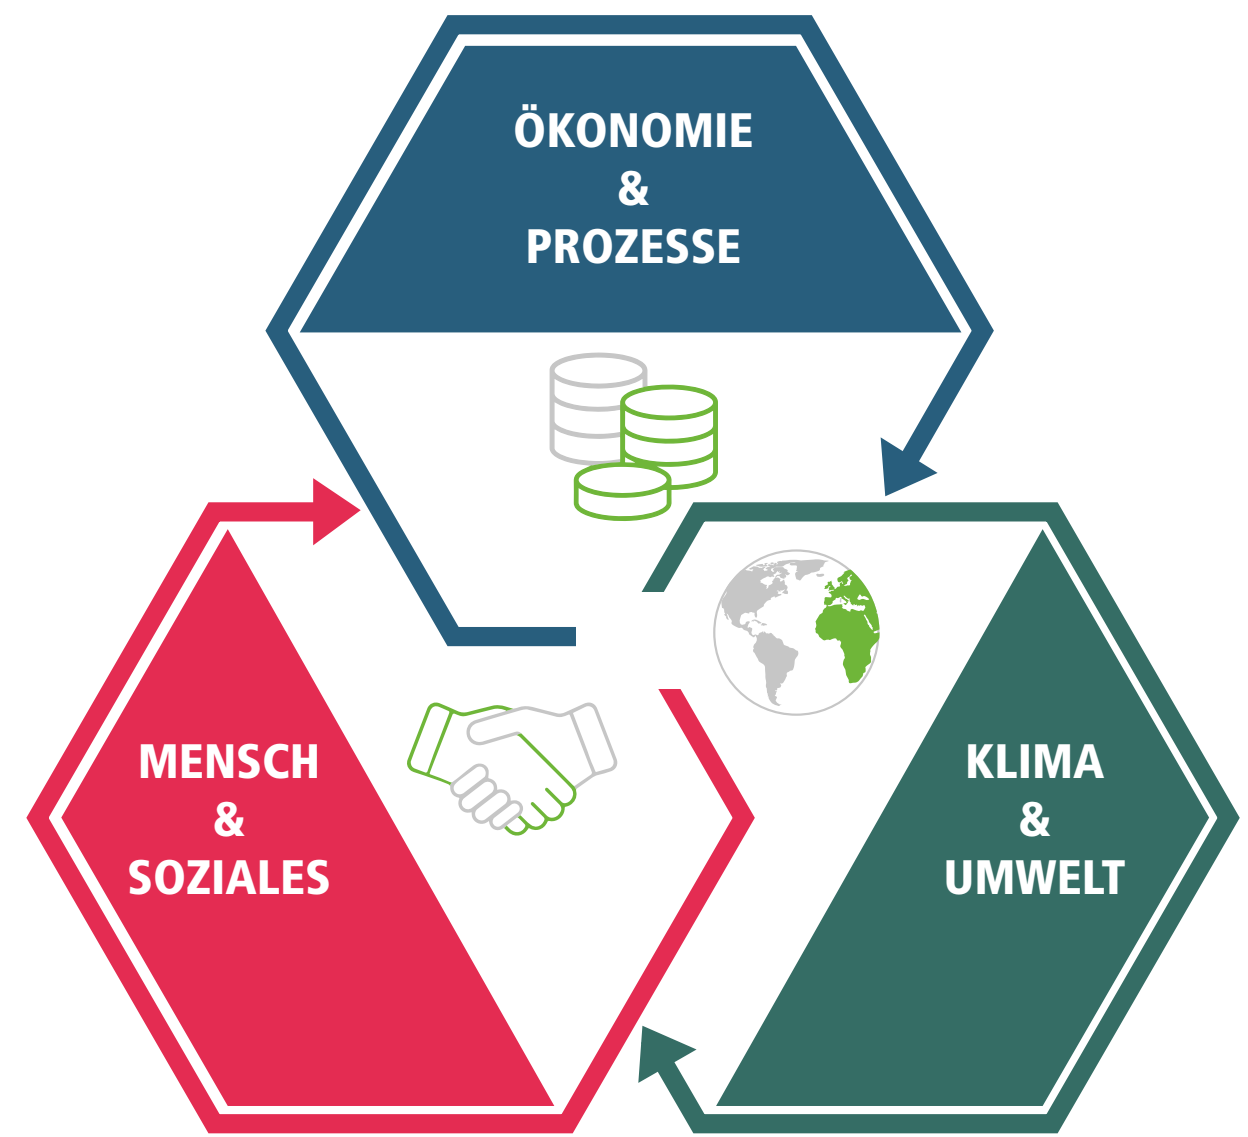 ÖKONOMIE
&
PROZESSE
MENSCH
&
SOZIALES
KLIMA
&
UMWELT